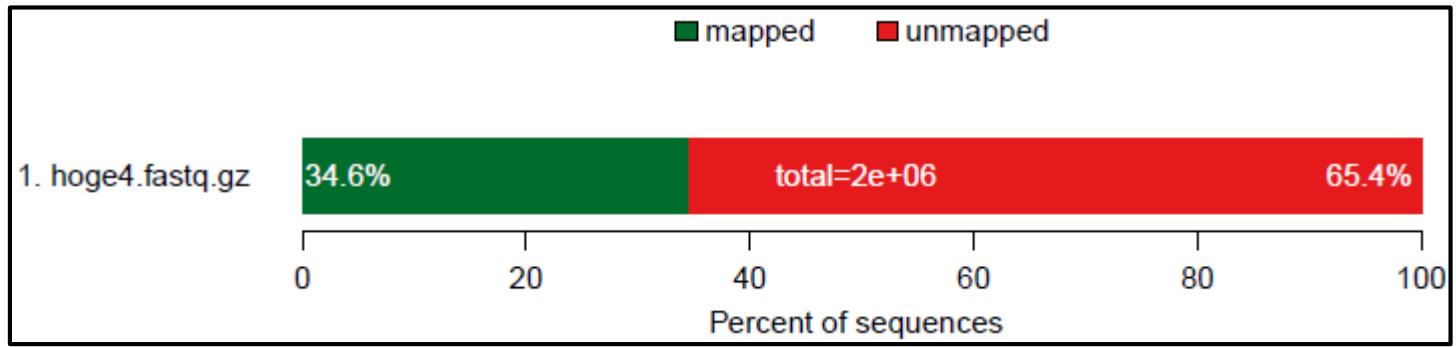 mapped unmapped
1. hoge4.fastq.gz 34.6% total=2e+06 65.4%
0 20 40 60 80 100
Percent of sequences